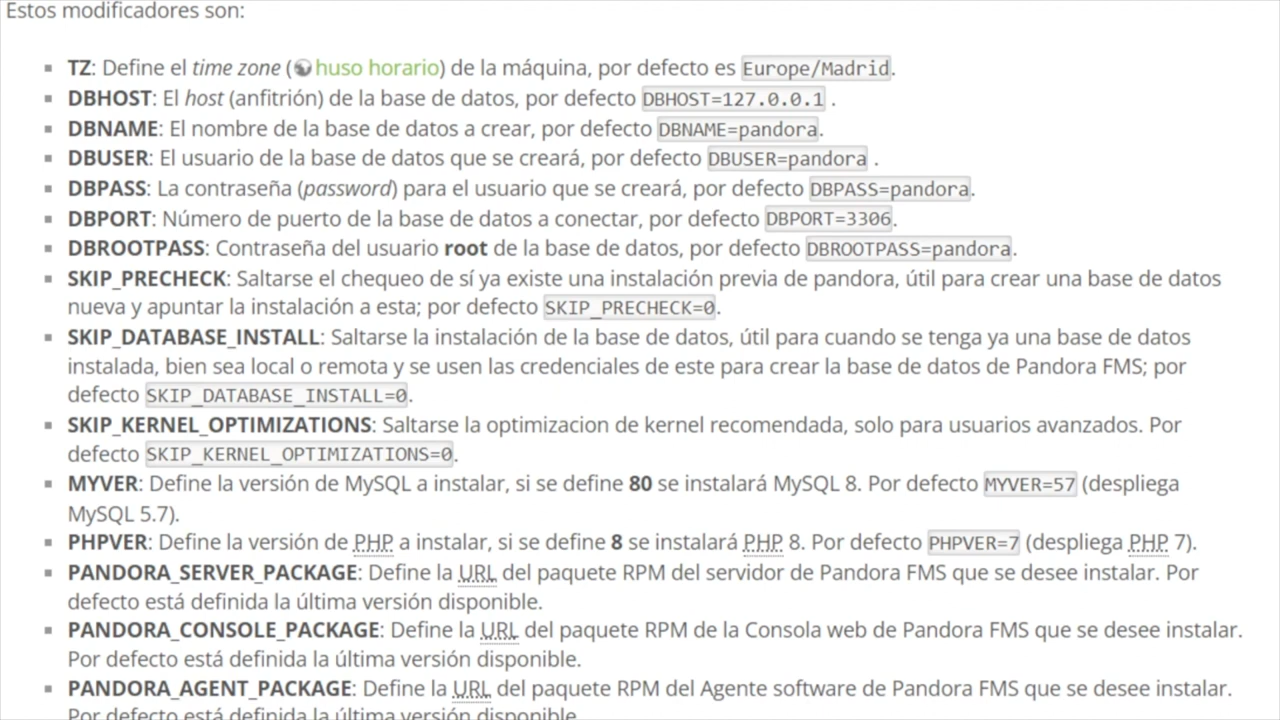 Estos modificadores son:
TZ: Define el time zone (huso horario) de la máquina, por defecto es Europe/Madrid.
DBHOST: El host (anfitrión) de la base de datos, por defecto DBHOST=127.0.0.1 .
DBNAME: El nombre de la base de datos a crear, por defecto DBNAME=pandora.
DBUSER: El usuario de la base de datos que se creará, por defecto DBUSER=pandora .
DBPASS: La contraseña (password) para el usuario que se creará, por defecto DBPASS=pandora.
DBPORT: Número de puerto de la base de datos a conectar, por defecto DBPORT=3306.
DBROOTPASS: Contraseña del usuario root de la base de datos, por defecto DBROOTPASS=pandora.
SKIP_PRECHECK: Saltarse el chequeo de sí ya existe una instalación previa de pandora, útil para crear una base de datos
nueva y apuntar la instalación a esta; por defecto SKIP_PRECHECK=0.
SKIP_DATABASE_INSTALL: Saltarse la instalación de la base de datos, útil para cuando se tenga ya una base de datos
instalada, bien sea local o remota y se usen las credenciales de este para crear la base de datos de Pandora FMS; por
defecto SKIP_DATABASE_INSTALL=0.
SKIP_KERNEL_OPTIMIZATIONS: Saltarse la optimizacion de kernel recomendada, solo para usuarios avanzados. Por
defecto SKIP_KERNEL_OPTIMIZATIONS=0.
MYVER: Define la versión de MySQL a instalar, si se define 80 se instalará MySQL 8. Por defecto MYVER=57 (despliega
MySQL 5.7).
PHPVER: Define la versión de PHP a instalar, si se define 8 se instalará PHP 8. Por defecto PHPVER=7 (despliega PHP 7).
PANDORA_SERVER_PACKAGE: Define la URL del paquete RPM del servidor de Pandora FMS que se desee instalar. Por
defecto está definida la última versión disponible.
PANDORA_CONSOLE_PACKAGE: Define la URL del paquete RPM de la Consola web de Pandora FMS que se desee instalar.
Por defecto está definida la última versión disponible.
PANDORA_AGENT_PACKAGE: Define la URL del paquete RPM del Agente software de Pandora FMS que se desee instalar.
Por defecto está definida la última versión disponible.